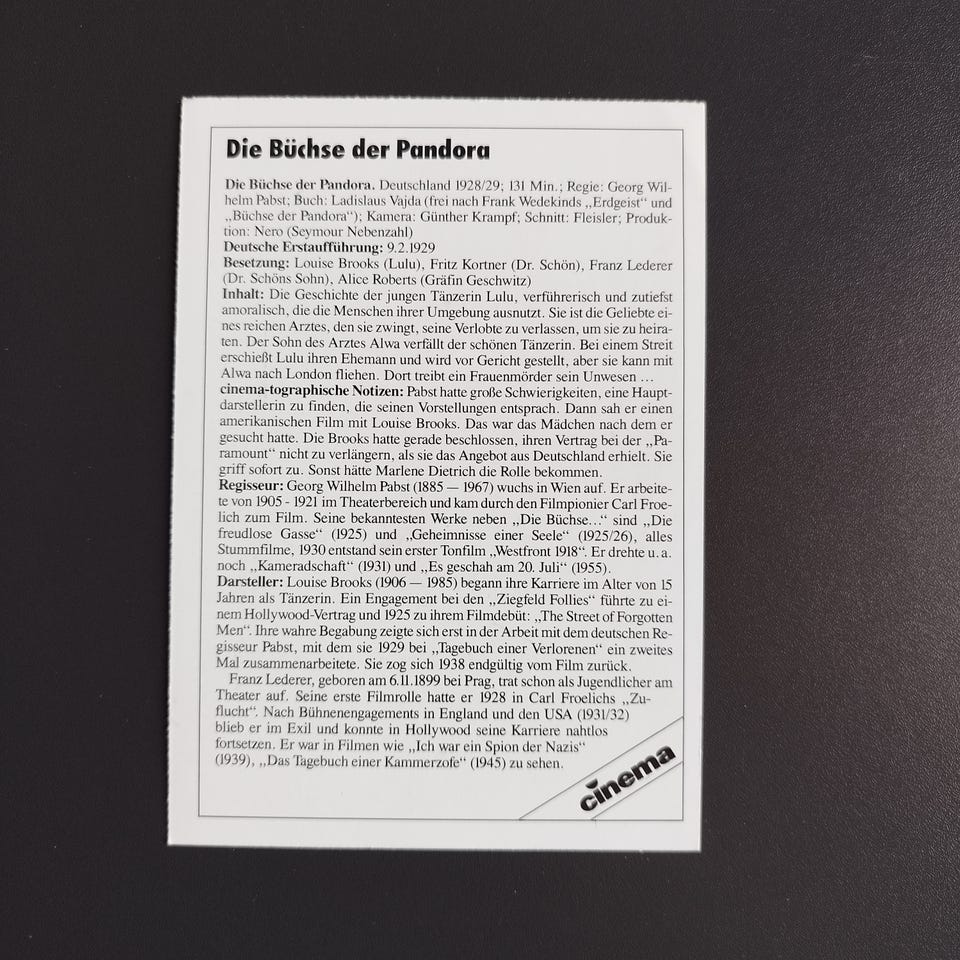 Die Büchse der Pandora
Die Büchse der Pandora. Deutschland 1928/29; 131 Min.; Regie: Georg Wil-
helm Pabst; Buch: Ladislaus Vajda (frei nach Frank Wedekinds „Erdgeist“ und
„Büchse der Pandora“); Kamera: Günther Krampf; Schnitt: Fleisler; Produk-
tion: Nero (Seymour Nebenzahl)
Deutsche Erstaufführung: 9.2.1929
Besetzung: Louise Brooks (Lulu), Fritz Kortner (Dr. Schön), Franz Lederer
(Dr. Schöns Sohn), Alice Roberts (Gräfin Geschwitz)
Inhalt: Die Geschichte der jungen Tänzerin Lulu, verführerisch und zutiefst
amoralisch, die die Menschen ihrer Umgebung ausnutzt. Sie ist die Geliebte ei-
nes reichen Arztes, den sie zwingt, seine Verlobte zu verlassen, um sie zu heira-
ten. Der Sohn des Arztes Alwa verfällt der schönen Tänzerin. Bei einem Streit
erschießt Lulu ihren Ehemann und wird vor Gericht gestellt, aber sie kann mit
Alwa nach London fliehen. Dort treibt ein Frauenmörder sein Unwesen ...
cinema-tographische Notizen: Pabst hatte große Schwierigkeiten, eine Haupt-
darstellerin zu finden, die seinen Vorstellungen entsprach. Dann sah er einen
amerikanischen Film mit Louise Brooks. Das war das Mädchen nach dem er
gesucht hatte. Die Brooks hatte gerade beschlossen, ihren Vertrag bei der „Pa-
ramount“ nicht zu verlängern, als sie das Angebot aus Deutschland erhielt. Sie
griff sofort zu. Sonst hätte Marlene Dietrich die Rolle bekommen.
Regisseur: Georg Wilhelm Pabst (1885 — 1967) wuchs in Wien auf. Er arbeite-
te von 1905 - 1921 im Theaterbereich und kam durch den Filmpionier Carl Froe-
lich zum Film. Seine bekanntesten Werke neben „Die Büchse...“ sind „Die
freudlose Gasse“ (1925) und „Geheimnisse einer Seele“ (1925/26), alles
Stummfilme, 1930 entstand sein erster Tonfilm „Westfront 1918“. Er drehte u. a.
noch „Kameradschaft“ (1931) und „Es geschah am 20. Juli“ (1955).
Darsteller: Louise Brooks (1906 — 1985) begann ihre Karriere im Alter von 15
Jahren als Tänzerin. Ein Engagement bei den „Ziegfeld Follies“ führte zu ei-
nem Hollywood-Vertrag und 1925 zu ihrem Filmdebüt: „The Street of Forgotten
Men“. Ihre wahre Begabung zeigte sich erst in der Arbeit mit dem deutschen Re-
gisseur Pabst, mit dem sie 1929 bei „Tagebuch einer Verlorenen“ ein zweites
Mal zusammenarbeitete. Sie zog sich 1938 endgültig vom Film zurück.
Franz Lederer, geboren am 6.11.1899 bei Prag, trat schon als Jugendlicher am
Theater auf. Seine erste Filmrolle hatte er 1928 in Carl Froelichs „Zu-
flucht“. Nach Bühnenengagements in England und den USA (1931/32)
blieb er im Exil und konnte in Hollywood seine Karriere nahtlos
fortsetzen. Er war in Filmen wie „Ich war ein Spion der Nazis“
(1939), „Das Tagebuch einer Kammerzofe“ (1945) zu sehen.
cinema